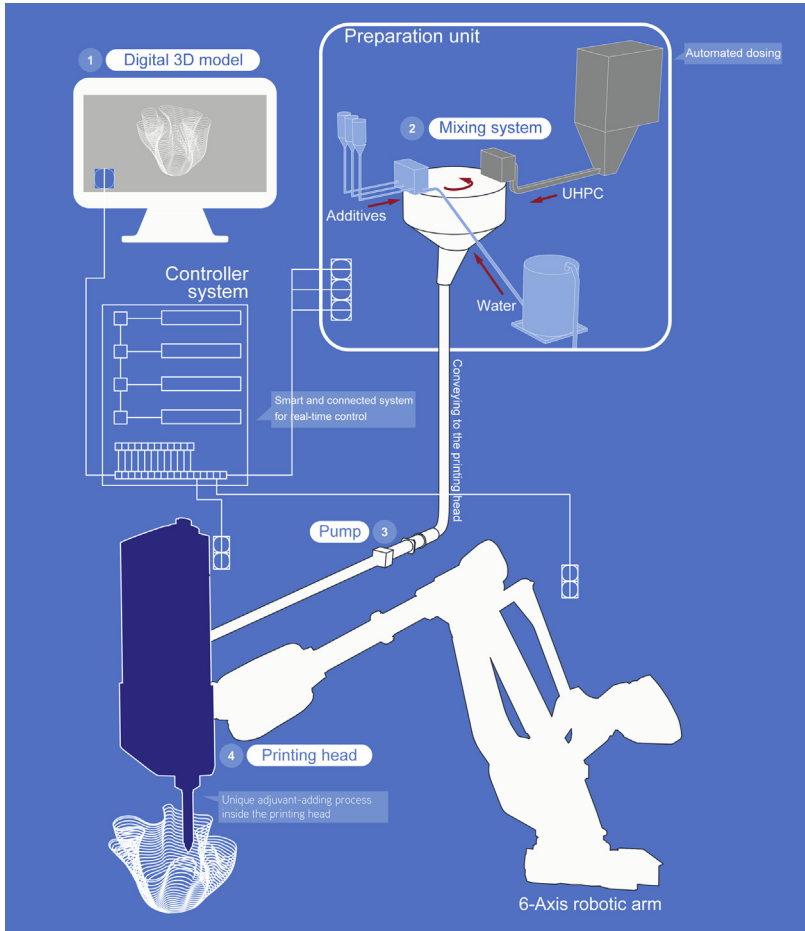 Preparation unit
1 Digital 3D model
Automated dosing
2 Mixing system
Additives
UHPC
Water
Controller
system
Smart and connected system
for real-time control
Conveying to the printing head
Pump 3
4 Printing head
Unique adjuvant-adding process
inside the printing head
6-Axis robotic arm